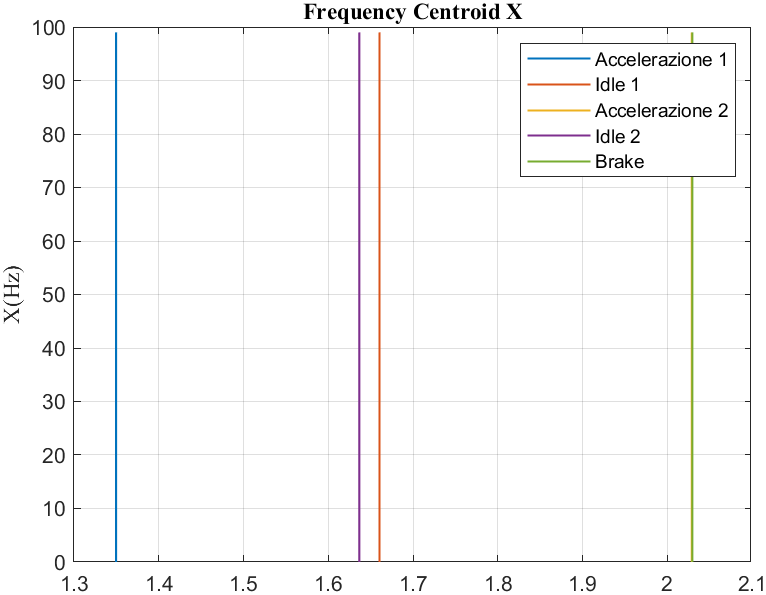 Frequency Centroid X
100
90
80
70
60
50
40
30
20
10
0
X(Hz)
Accelerazione 1
Idle 1
Accelerazione 2
Idle 2
Brake
1.3 1.4 1.5 1.6 1.7 1.8 1.9 2 2.1